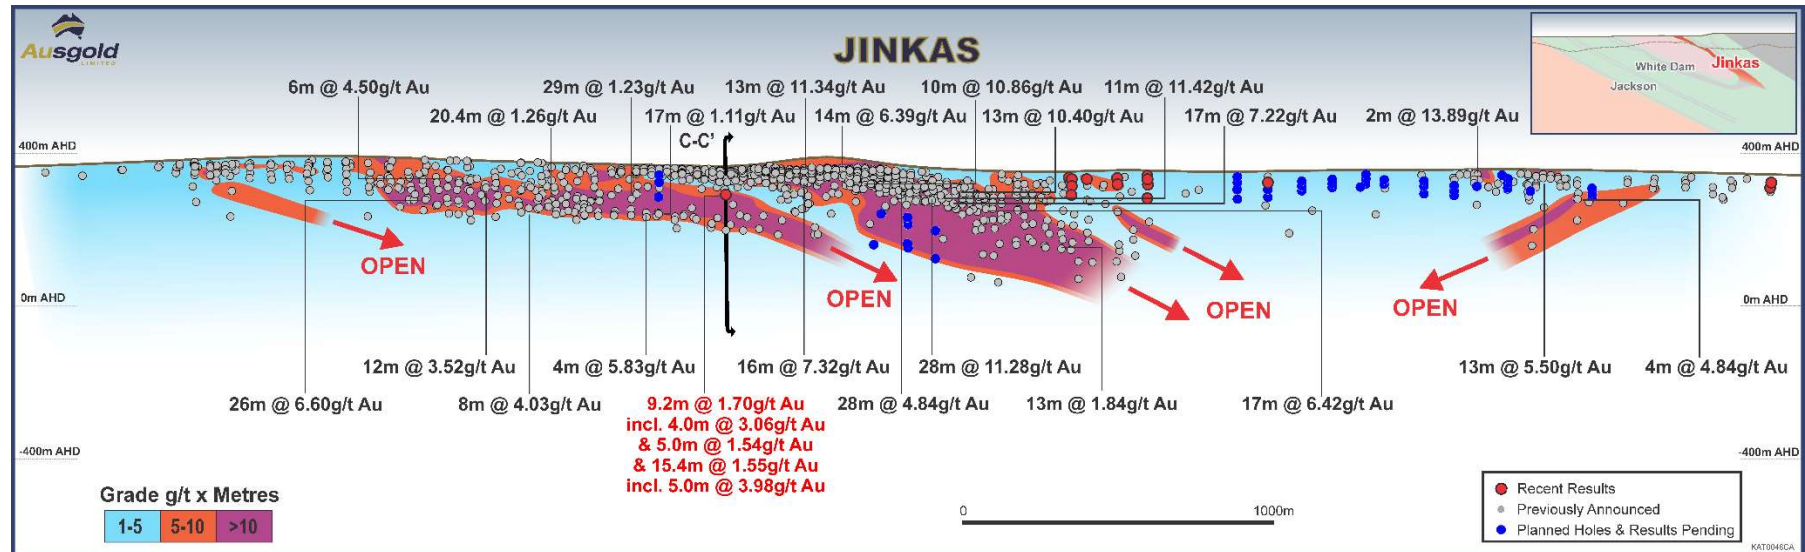 Ausgold
LIMITED
JINKAS
White Dam
Jinkas
Jackson
6m @ 4.50g/t Au
29m @ 1.23g/t Au
13m @ 11.34g/t Au
10m @ 10.86g/t Au
11m @ 11.42g/t Au
20.4m @ 1.26g/t Au
17m @ 1.11g/t Au
14m @ 6.39g/t Au
13m @ 10.40g/t Au
17m @ 7.22g/t Au
2m @ 13.89g/t Au
C-C'
400m AHD
400m AHD
OPEN
OPEN
OPEN
OPEN
0m AHD
0m AHD
12m @ 3.52g/t Au
4m @ 5.83g/t Au
16m @ 7.32g/t Au
28m @ 11.28g/t Au
13m @ 5.50g/t Au
4m @ 4.84g/t Au
26m @ 6.60g/t Au
8m @ 4.03g/t Au
9.2m @ 1.70g/t Au
incl. 4.0m @ 3.06g/t Au
& 5.0m @ 1.54g/t Au
& 15.4m @ 1.55g/t Au
incl. 5.0m @ 3.98g/t Au
28m @ 4.84g/t Au
13m @ 1.84g/t Au
17m @ 6.42g/t Au
-400m AHD
-400m AHD
Grade g/t x Metres
1-5
5-10
>10
0
1000m
Recent Results
Previously Announced
Planned Holes & Results Pending
KAT0046CA